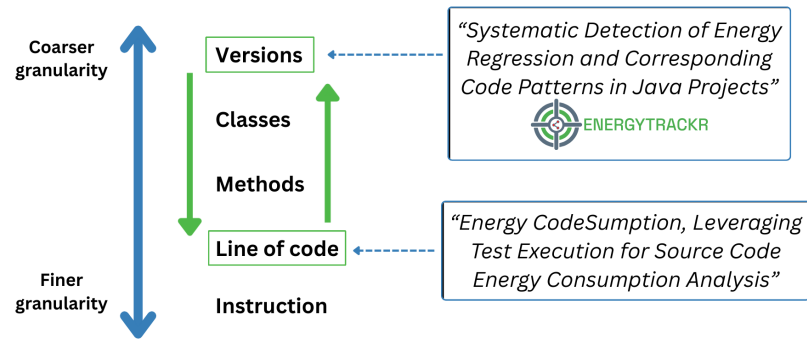 Coarser
granularity
Versions
Classes
Methods
Line of code
Instruction
Finer
granularity
“Systematic Detection of Energy
Regression and Corresponding
Code Patterns in Java Projects”
ENERGYTRACKR
“Energy CodeSumption, Leveraging
Test Execution for Source Code
Energy Consumption Analysis”